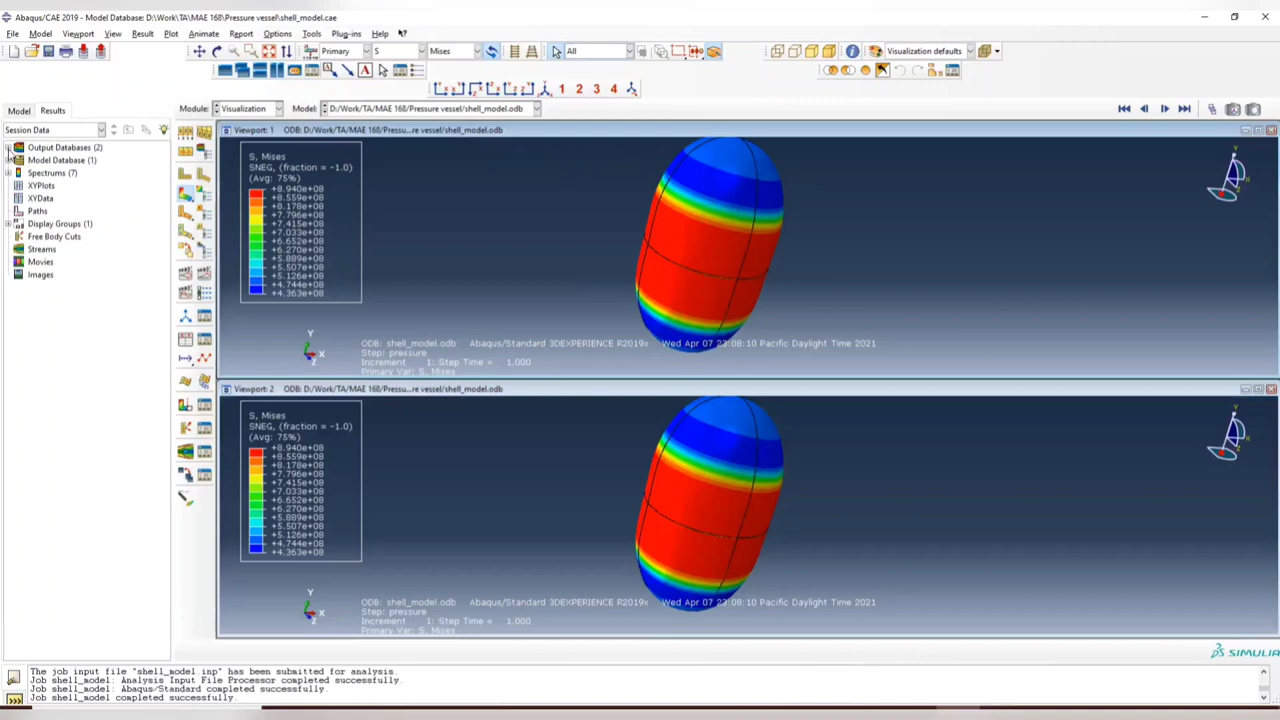 Abaqus/CAE 2019 - Model Database: D:\Work\TA\MAE 168\Pressure vessel\shell_model.cae
File Model Viewport View Result Plot Animate Report Options Tools Plug-ins Help
Primary S Mises All Visualization defaults
1 2 3 4
Model Results Module: Visualization Model: D:/Work/TA/MAE 168/Pressure vessel/shell_model.odb
Session Data
Output Databases (2)
Model Database (1)
Spectrums (7)
XYPlots
XYData
Paths
Display Groups (1)
Free Body Cuts
Streams
Movies
Images
Viewport: 1 ODB: D:/Work/TA/MAE 168/Pressu...re vessel/shell_model.odb
S, Mises
SNEG, (fraction = -1.0)
(Avg: 75%)
+8.940e+08
+8.559e+08
+8.178e+08
+7.796e+08
+7.415e+08
+7.033e+08
+6.652e+08
+6.270e+08
+5.889e+08
+5.507e+08
+5.126e+08
+4.744e+08
+4.363e+08
Y
X
Z
ODB: shell_model.odb Abaqus/Standard 3DEXPERIENCE R2019x Wed Apr 07 23:08:10 Pacific Daylight Time 2021
Step: pressure
Increment 1: Step Time = 1.000
Primary Var: S, Mises
Viewport: 2 ODB: D:/Work/TA/MAE 168/Pressu...re vessel/shell_model.odb
S, Mises
SNEG, (fraction = -1.0)
(Avg: 75%)
+8.940e+08
+8.559e+08
+8.178e+08
+7.796e+08
+7.415e+08
+7.033e+08
+6.652e+08
+6.270e+08
+5.889e+08
+5.507e+08
+5.126e+08
+4.744e+08
+4.363e+08
Y
X
Z
ODB: shell_model.odb Abaqus/Standard 3DEXPERIENCE R2019x Wed Apr 07 23:08:10 Pacific Daylight Time 2021
Step: pressure
Increment 1: Step Time = 1.000
Primary Var: S, Mises
SIMULIA
The job input file "shell_model.inp" has been submitted for analysis.
Job shell_model: Analysis Input File Processor completed successfully.
Job shell_model: Abaqus/Standard completed successfully.
Job shell_model completed successfully.